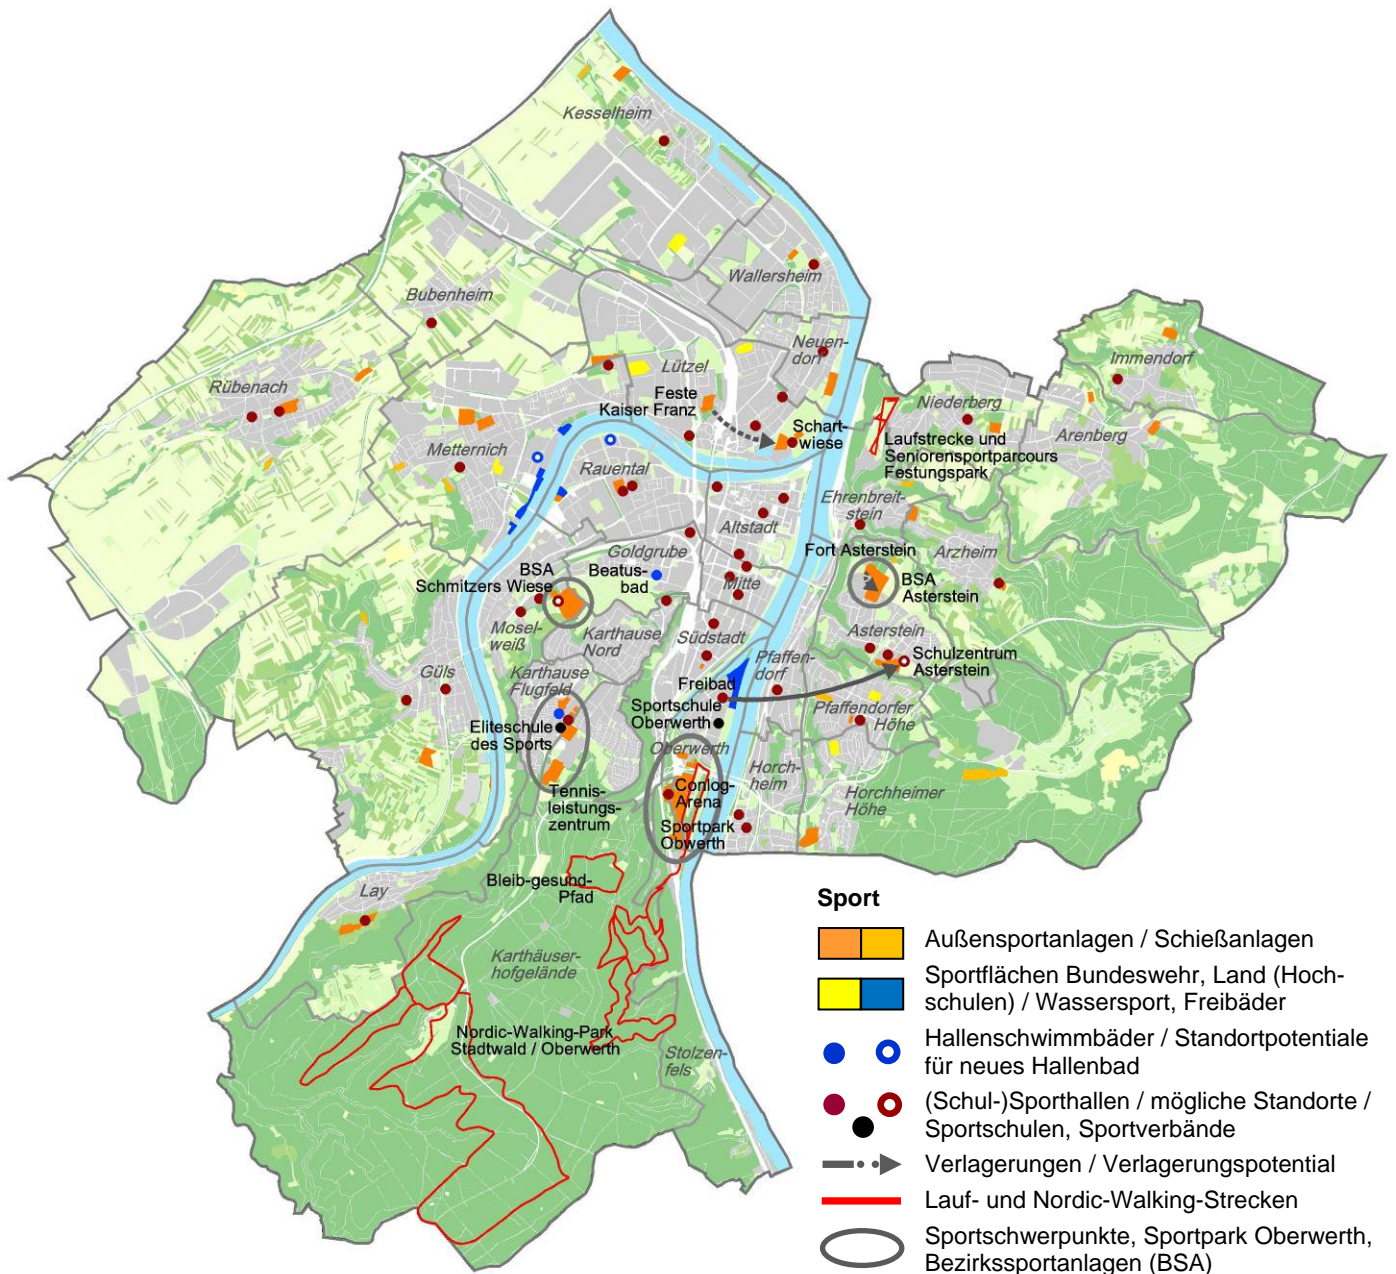 Kesselheim
Wallersheim
Bubenheim
Neuen-
dorf
Immendorf
Rübenach
Lützel
Feste
Kaiser Franz
Niederberg
Schart-
wiese
Arenberg
Laufstrecke und
Seniorensportparcours
Festungspark
Metternich
Rauental
Ehrenbreit-
stein
Altstadt
Goldgrube
Fort Asterstein
Arzheim
BSA
Schmitzers Wiese
Beatus-
bad
Mitte
BSA
Asterstein
Mosel-
weiß
Karthause
Nord
Südstadt
Asterstein
Pfaffen-
dorf
Schulzentrum
Asterstein
Güls
Karthause
Flugfeld
Freibad
Sportschule
Oberwerth
Pfaffendorfer
Höhe
Eliteschule
des Sports
Oberwerth
Horch-
heim
Tennis-
leistungs-
zentrum
Conlog-
Arena
Horchheimer
Höhe
Sportpark
Obwerth
Lay
Bleib-gesund-
Pfad
Karthäuser-
hofgelände
Nordic-Walking-Park
Stadtwald / Oberwerth
Stolzen-
fels
Sport
Außensportanlagen / Schießanlagen
Sportflächen Bundeswehr, Land (Hoch-
schulen) / Wassersport, Freibäder
Hallenschwimmbäder / Standortpotentiale
für neues Hallenbad
(Schul-)Sporthallen / mögliche Standorte /
Sportschulen, Sportverbände
Verlagerungen / Verlagerungspotential
Lauf- und Nordic-Walking-Strecken
Sportschwerpunkte, Sportpark Oberwerth,
Bezirkssportanlagen (BSA)